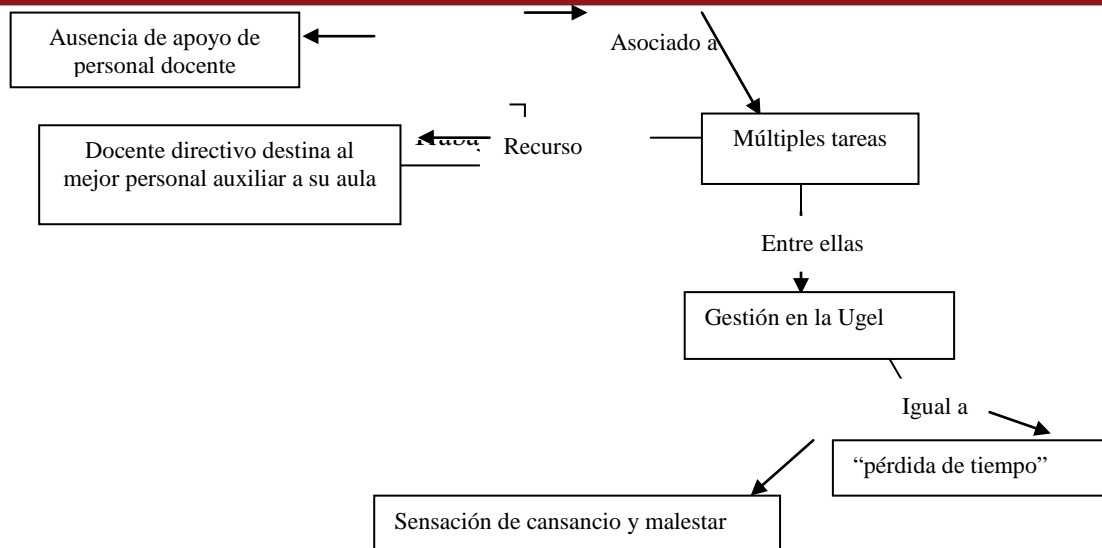 Ausencia de apoyo de
personal docente
Asociado a
Docente directivo destina al
mejor personal auxiliar a su aula
Recurso
Múltiples tareas
Entre ellas
Gestión en la Ugel
Igual a
“pérdida de tiempo”
Sensación de cansancio y malestar